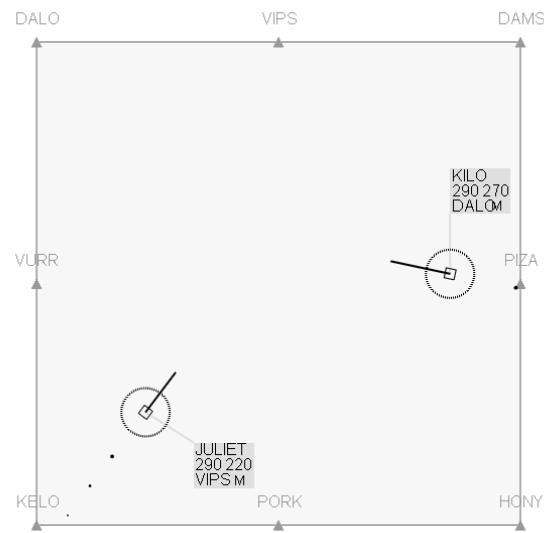 DALO
VIPS
DAMS
KILO
290 270
DALO M
VURR
PIZA
JULIET
290 220
VIPS M
KELO
PORK
HONY